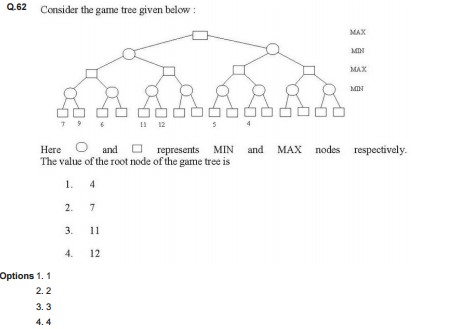 Q.62 Consider the game tree given below :
MAX
MIN
MAX
MIN
7 9 6 11 12 5 4
Here and represents MIN and MAX nodes respectively.
The value of the root node of the game tree is
1. 4
2. 7
3. 11
4. 12
Options 1. 1
2. 2
3. 3
4. 4